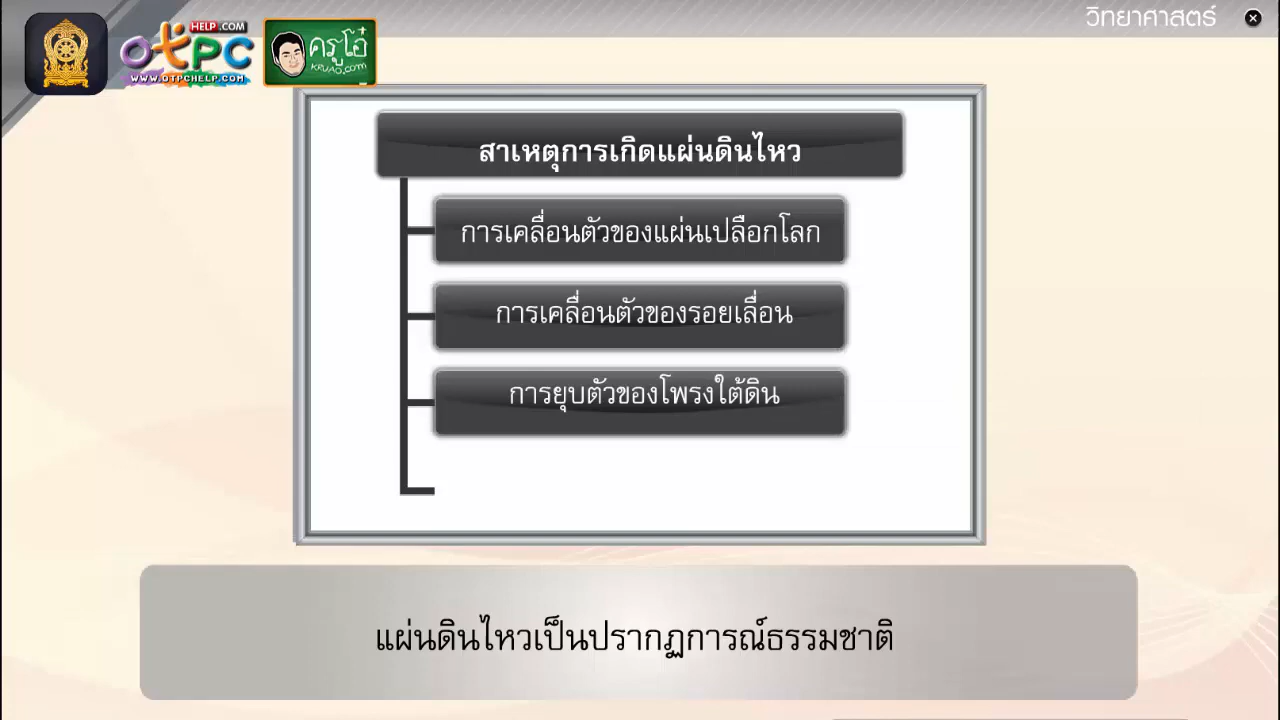 วิทยาศาสตร์
HELP.COM
OTPC
WWW.OTPCHELP.COM
ครูโอ๋
KRUAO.COM
สาเหตุการเกิดแผ่นดินไหว
การเคลื่อนตัวของแผ่นเปลือกโลก
การเคลื่อนตัวของรอยเลื่อน
การยุบตัวของโพรงใต้ดิน
แผ่นดินไหวเป็นปรากฏการณ์ธรรมชาติ